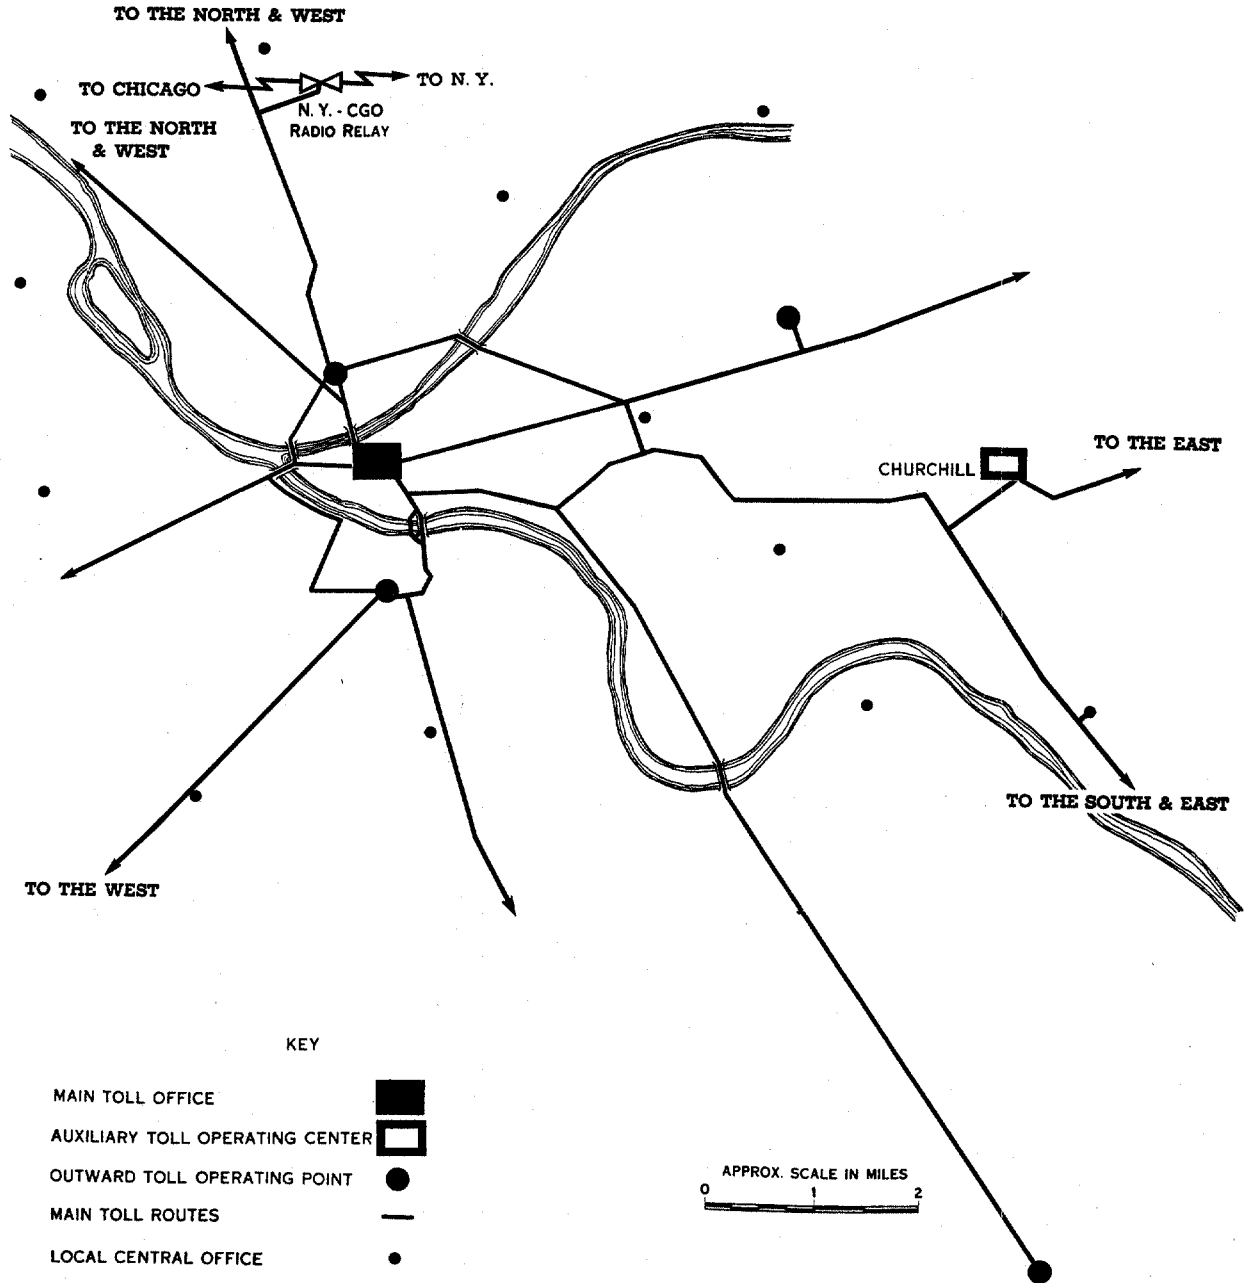 TO THE NORTH & WEST
TO CHICAGO
TO N. Y.
N. Y. - CGO
RADIO RELAY
TO THE NORTH
& WEST
TO THE EAST
CHURCHILL
TO THE SOUTH & EAST
TO THE WEST
KEY
MAIN TOLL OFFICE
AUXILIARY TOLL OPERATING CENTER
OUTWARD TOLL OPERATING POINT
MAIN TOLL ROUTES
LOCAL CENTRAL OFFICE
APPROX. SCALE IN MILES
0 1 2